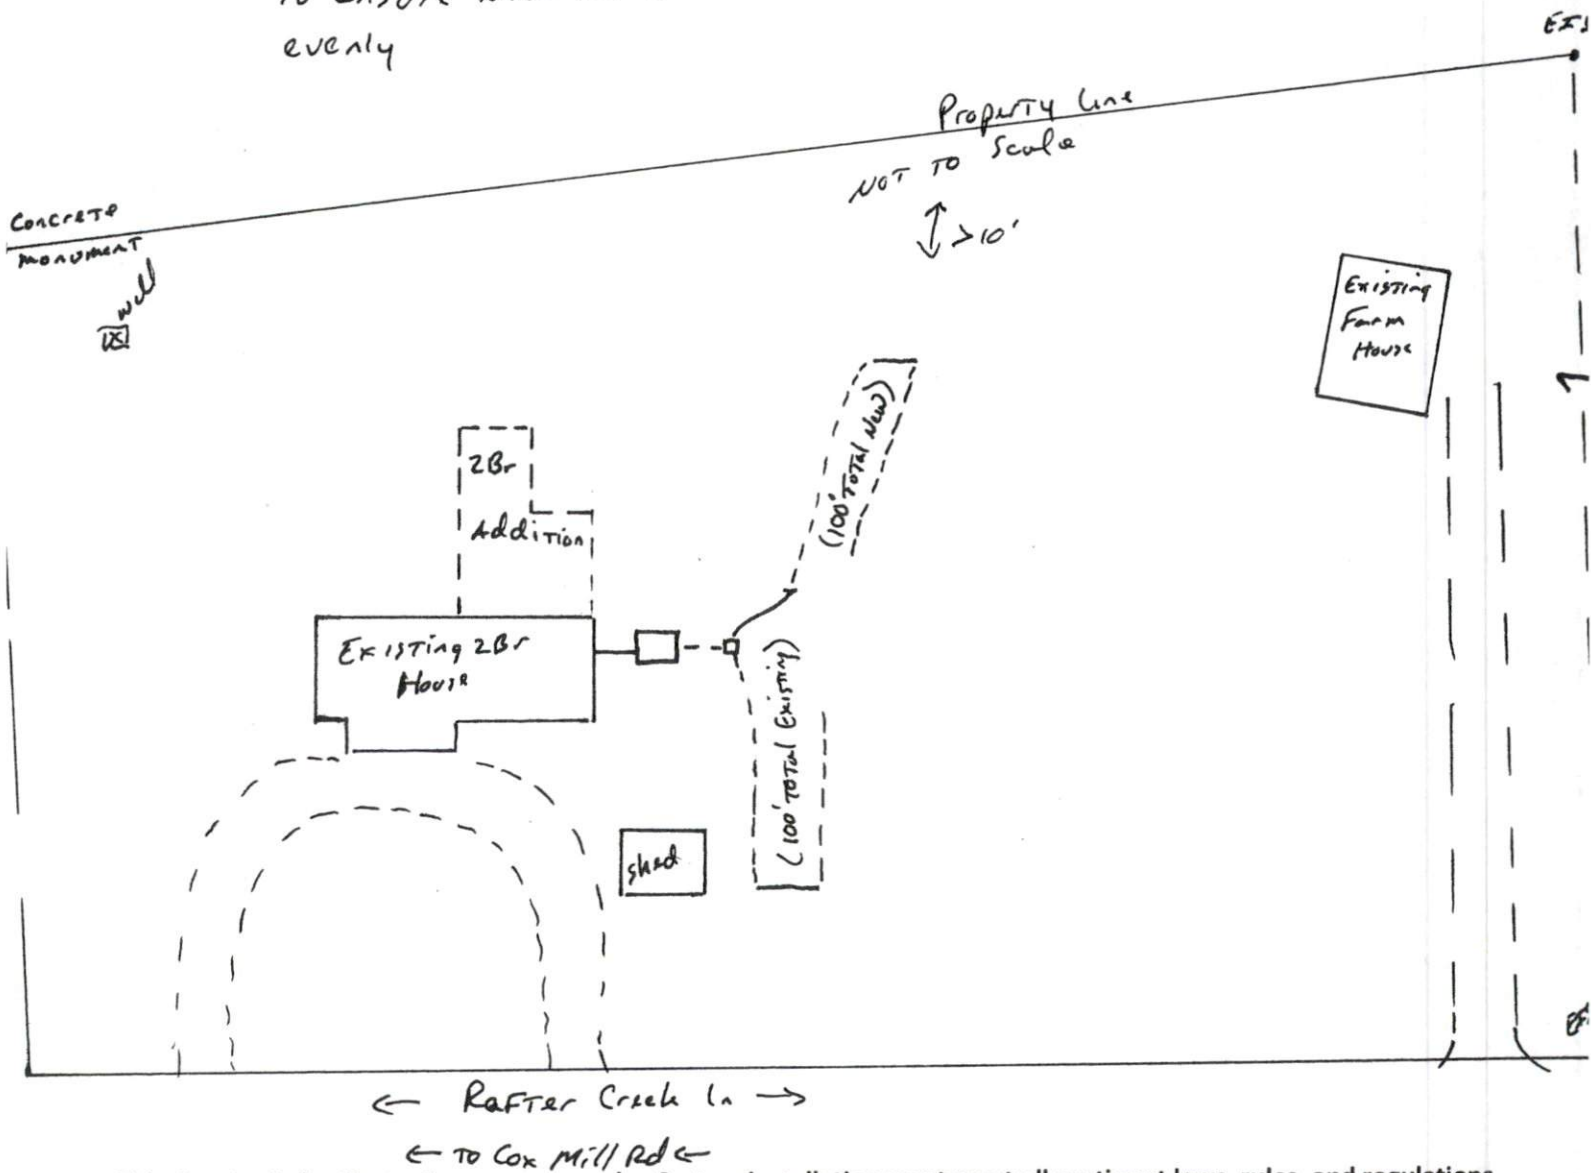 evenly
Property Line
NOT TO Scale
>10'
Concrete
monument
well
Existing
Farm
House
(100' Total New)
2Br
Addition
Existing 2Br
House
(100' Total Existing)
shed
← Rafter Creek Ln →
← TO Cox Mill Rd ←